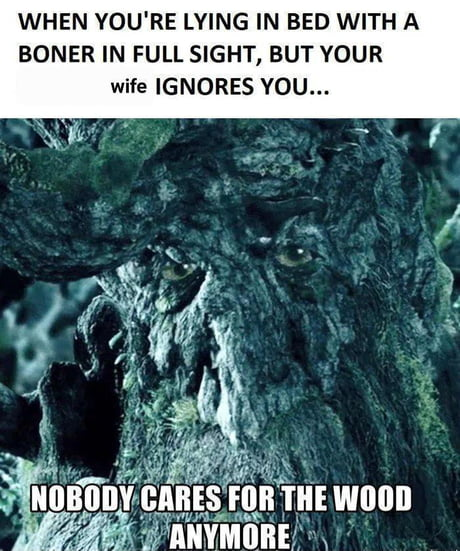 WHEN YOU'RE LYING IN BED WITH A
BONER IN FULL SIGHT, BUT YOUR
wife IGNORES YOU...
NOBODY CARES FOR THE WOOD
ANYMORE